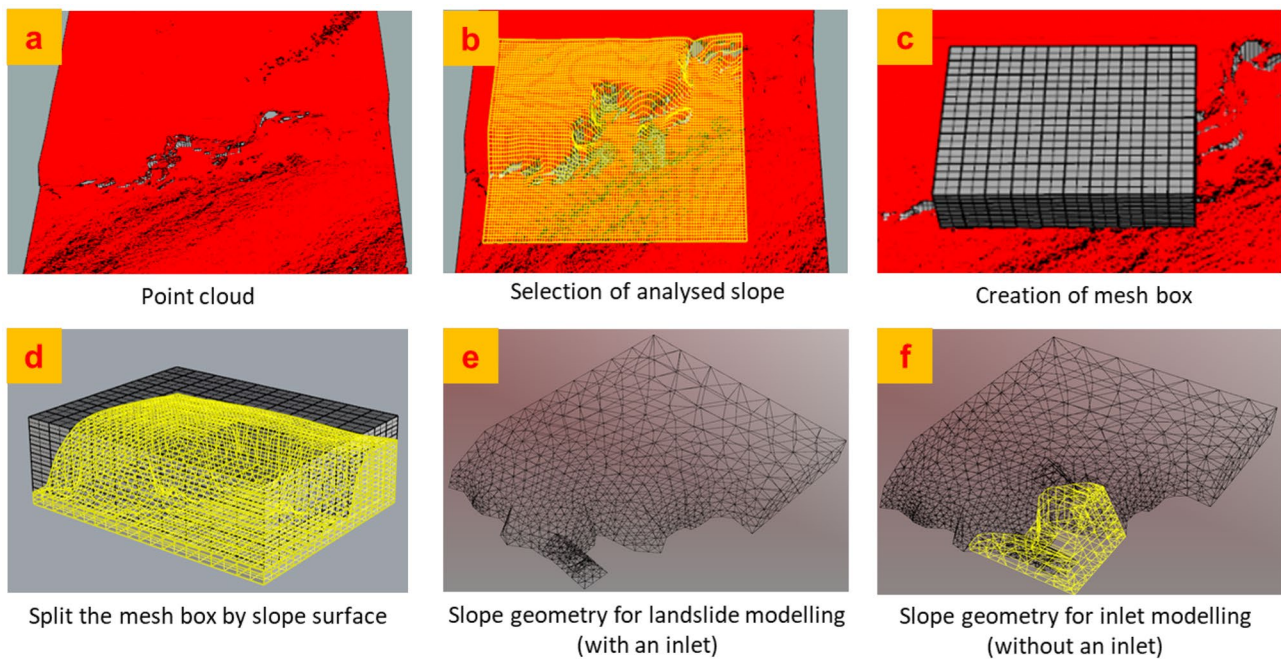 a
b
c
Point cloud
Selection of analysed slope
Creation of mesh box
d
e
f
Split the mesh box by slope surface
Slope geometry for landslide modelling
(with an inlet)
Slope geometry for inlet modelling
(without an inlet)